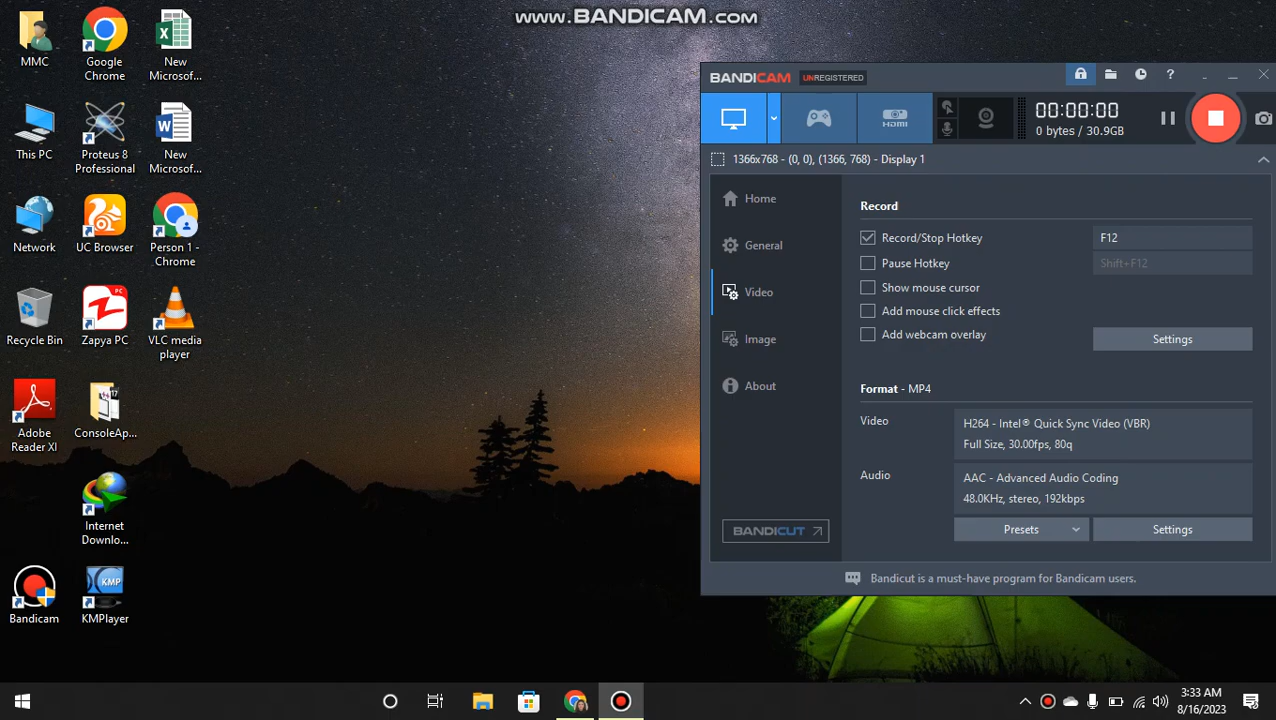 www.BANDICAM.com
MMC
Google
Chrome
New
Microsof...
This PC
Proteus 8
Professional
New
Microsof...
Network
UC Browser
Person 1 -
Chrome
Recycle Bin
Zapya PC
VLC media
player
Adobe
Reader XI
ConsoleAp...
Internet
Downlo...
Bandicam
KMPlayer
BANDICAM UNREGISTERED
HDMI
00:00:00
0 bytes / 30.9GB
1366x768 - (0, 0), (1366, 768) - Display 1
Home
General
Video
Image
About
BANDICUT
Record
Record/Stop Hotkey F12
Pause Hotkey Shift+F12
Show mouse cursor
Add mouse click effects
Add webcam overlay
Settings
Format - MP4
Video
H264 - Intel® Quick Sync Video (VBR)
Full Size, 30.00fps, 80q
Audio
AAC - Advanced Audio Coding
48.0KHz, stereo, 192kbps
Presets
Settings
Bandicut is a must-have program for Bandicam users.
KMP
:33 AM
8/16/2023